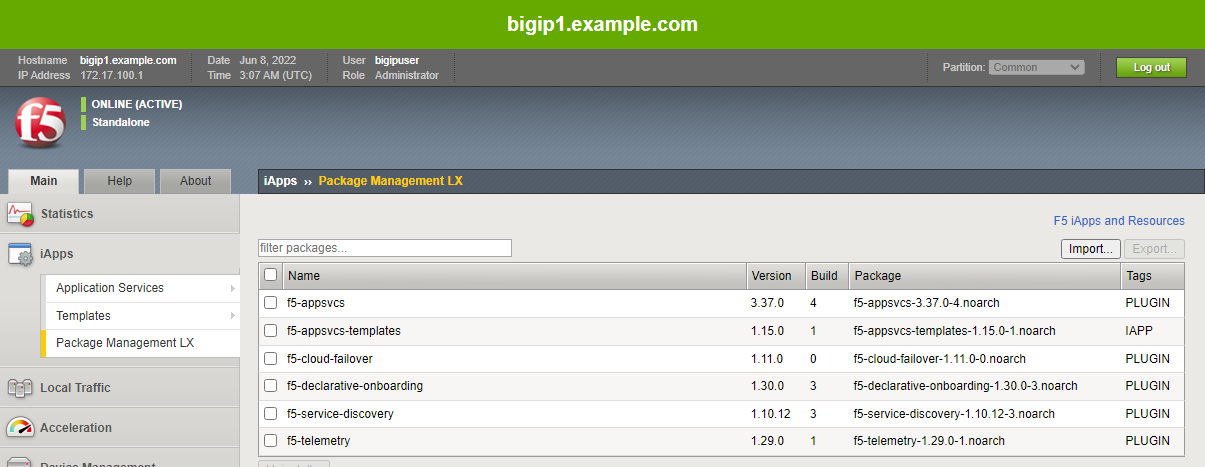 bigip1.example.com
Hostname bigip1.example.com Date Jun 8, 2022 User bigipuser
IP Address 172.17.100.1 Time 3:07 AM (UTC) Role Administrator
Partition: Common Log out
f5
ONLINE (ACTIVE)
Standalone
Main Help About
iApps ›› Package Management LX
Statistics
iApps
Application Services
Templates
Package Management LX
Local Traffic
Acceleration
Device Management
F5 iApps and Resources
filter packages... Import... Export...
Name Version Build Package Tags
f5-appsvcs 3.37.0 4 f5-appsvcs-3.37.0-4.noarch PLUGIN
f5-appsvcs-templates 1.15.0 1 f5-appsvcs-templates-1.15.0-1.noarch IAPP
f5-cloud-failover 1.11.0 0 f5-cloud-failover-1.11.0-0.noarch PLUGIN
f5-declarative-onboarding 1.30.0 3 f5-declarative-onboarding-1.30.0-3.noarch PLUGIN
f5-service-discovery 1.10.12 3 f5-service-discovery-1.10.12-3.noarch PLUGIN
f5-telemetry 1.29.0 1 f5-telemetry-1.29.0-1.noarch PLUGIN